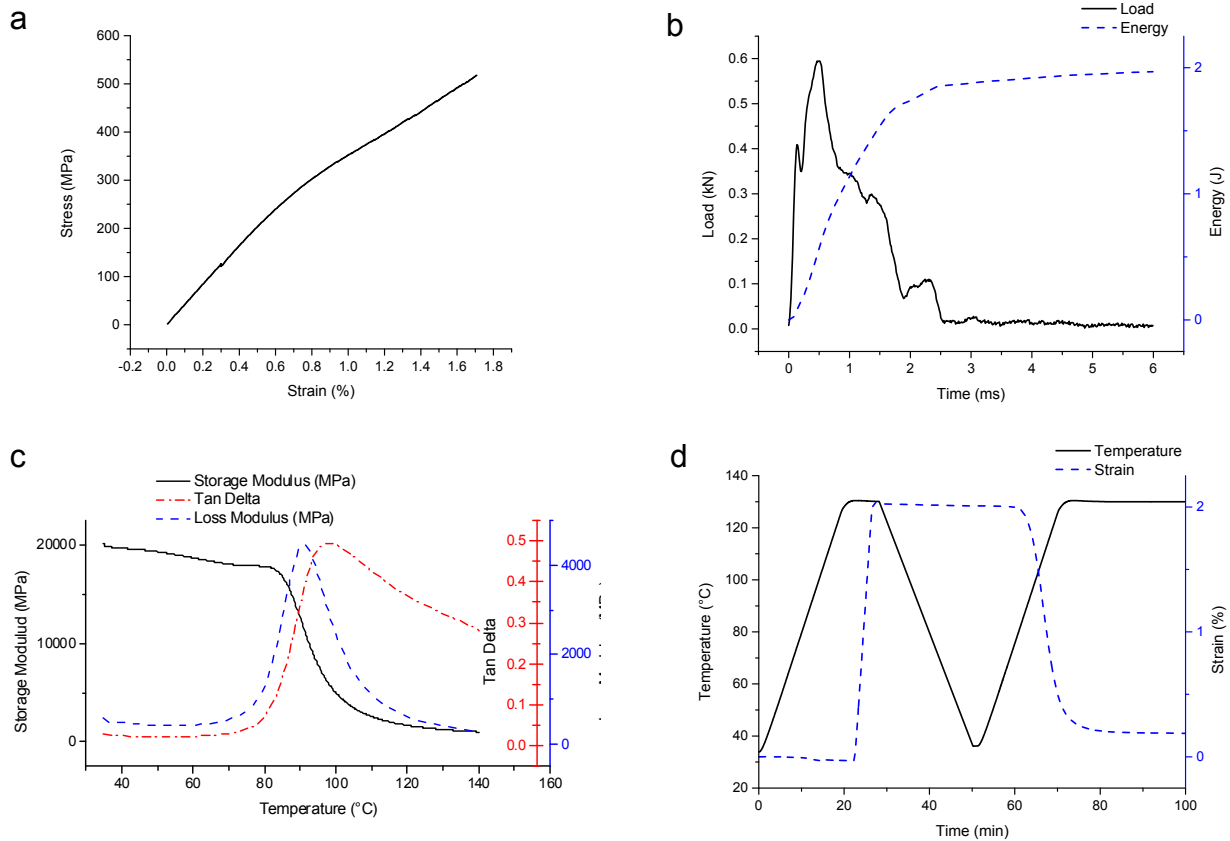 a
600
500
400
300
200
100
0
Stress (MPa)
-0.2 0.0 0.2 0.4 0.6 0.8 1.0 1.2 1.4 1.6 1.8
Strain (%)
b
Load
Energy
0.6
0.5
0.4
0.3
0.2
0.1
0.0
Load (kN)
2
1
0
Energy (J)
0 1 2 3 4 5 6
Time (ms)
c
Storage Modulus (MPa)
Tan Delta
Loss Modulus (MPa)
20000
10000
0
Storage Modulud (MPa)
0.5
0.4
0.3
0.2
0.1
0.0
Tan Delta
4000
2000
0
40 60 80 100 120 140 160
Temperature (°C)
d
Temperature
Strain
140
120
100
80
60
40
20
Temperature (°C)
2
1
0
Strain (%)
0 20 40 60 80 100
Time (min)